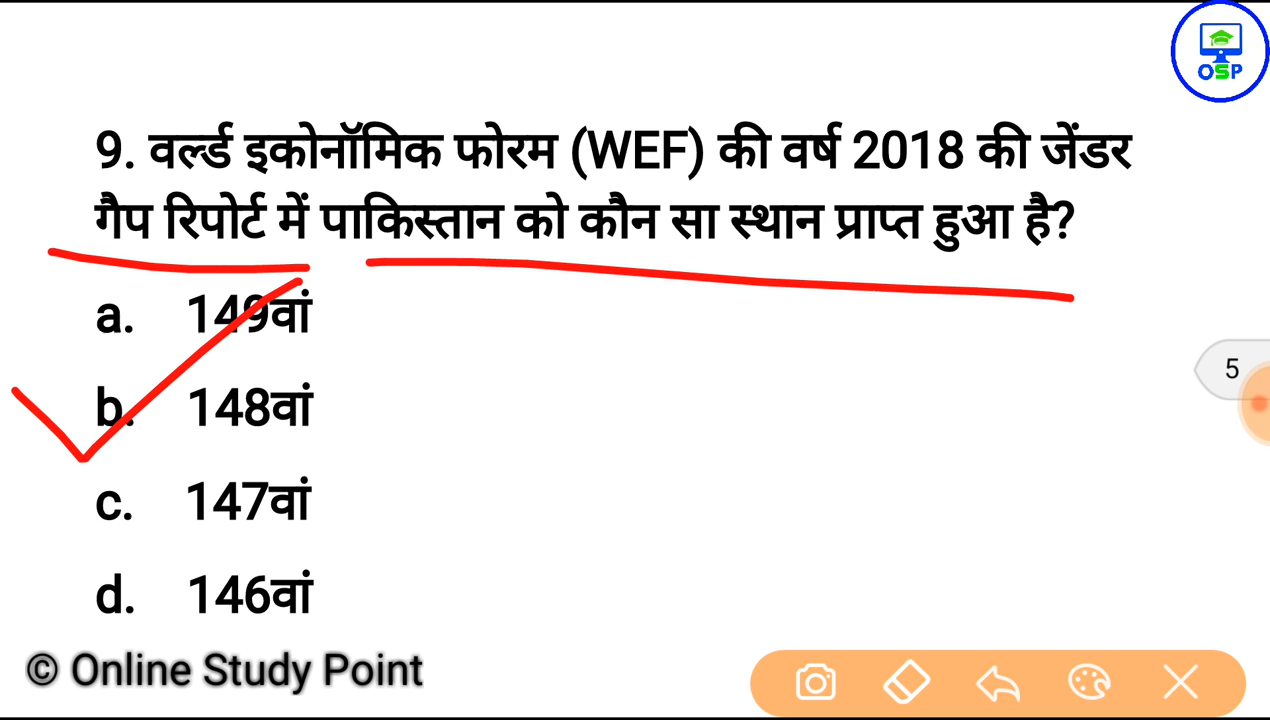 OSP
9. वर्ल्ड इकोनॉमिक फोरम (WEF) की वर्ष 2018 की जेंडर
गैप रिपोर्ट में पाकिस्तान को कौन सा स्थान प्राप्त हुआ है?
a. 149वां
b. 148वां
c. 147वां
d. 146वां
5
© Online Study Point